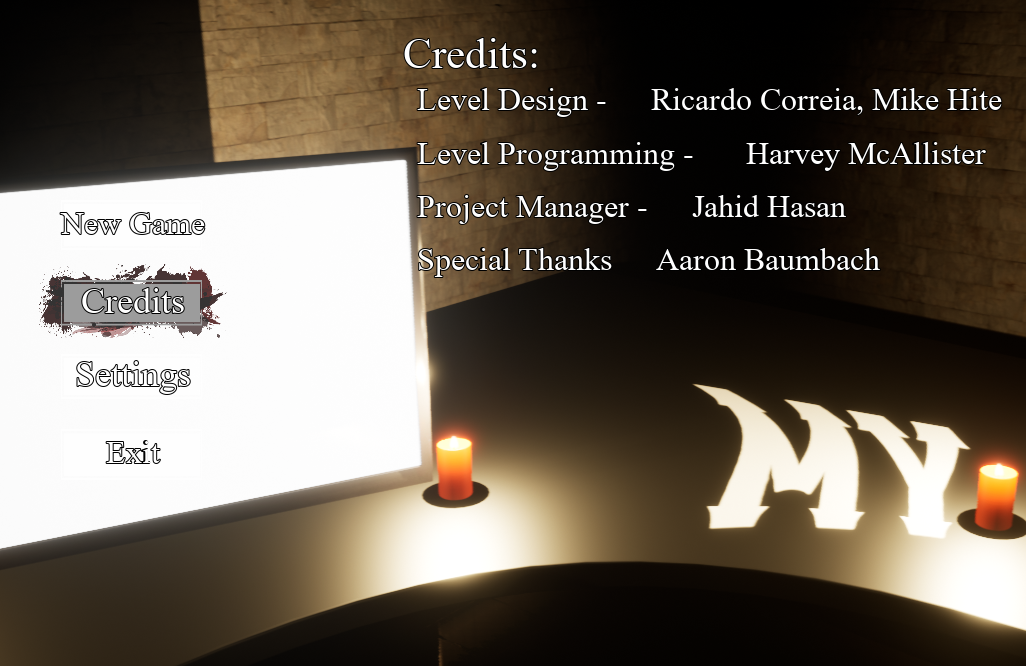 Credits:
Level Design - Ricardo Correia, Mike Hite
Level Programming - Harvey McAllister
Project Manager - Jahid Hasan
Special Thanks Aaron Baumbach
New Game
Credits
Settings
Exit
MY